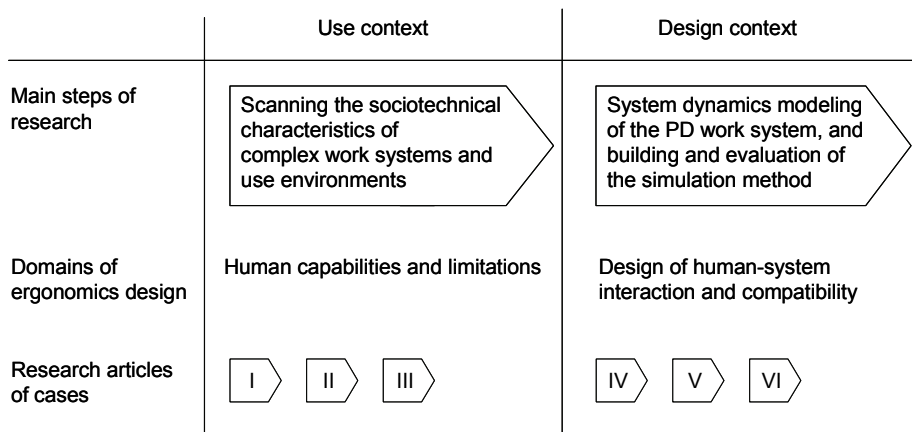 Use context
Design context
Main steps of
research
Scanning the sociotechnical
characteristics of
complex work systems and
use environments
System dynamics modeling
of the PD work system, and
building and evaluation of
the simulation method
Domains of
ergonomics design
Human capabilities and limitations
Design of human-system
interaction and compatibility
Research articles
of cases
I
II
III
IV
V
VI